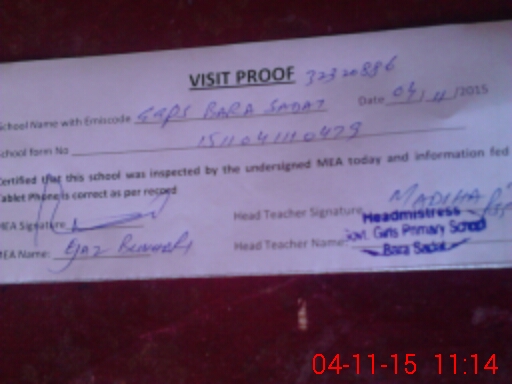 VISIT PROOF 32320886
School Name with Emiscode GGPS BARA SADAT Date 04/11/2015
School form No 151104110479
Certified that this school was inspected by the undersigned MEA today and information fed
Tablet Phone is correct as per record
MEA Signature Head Teacher Signature MADIHA
Headmistress
Govt. Girls Primary School
MEA Name: Ejaz Head Teacher Name: Bara Sadat
04-11-15 11:14